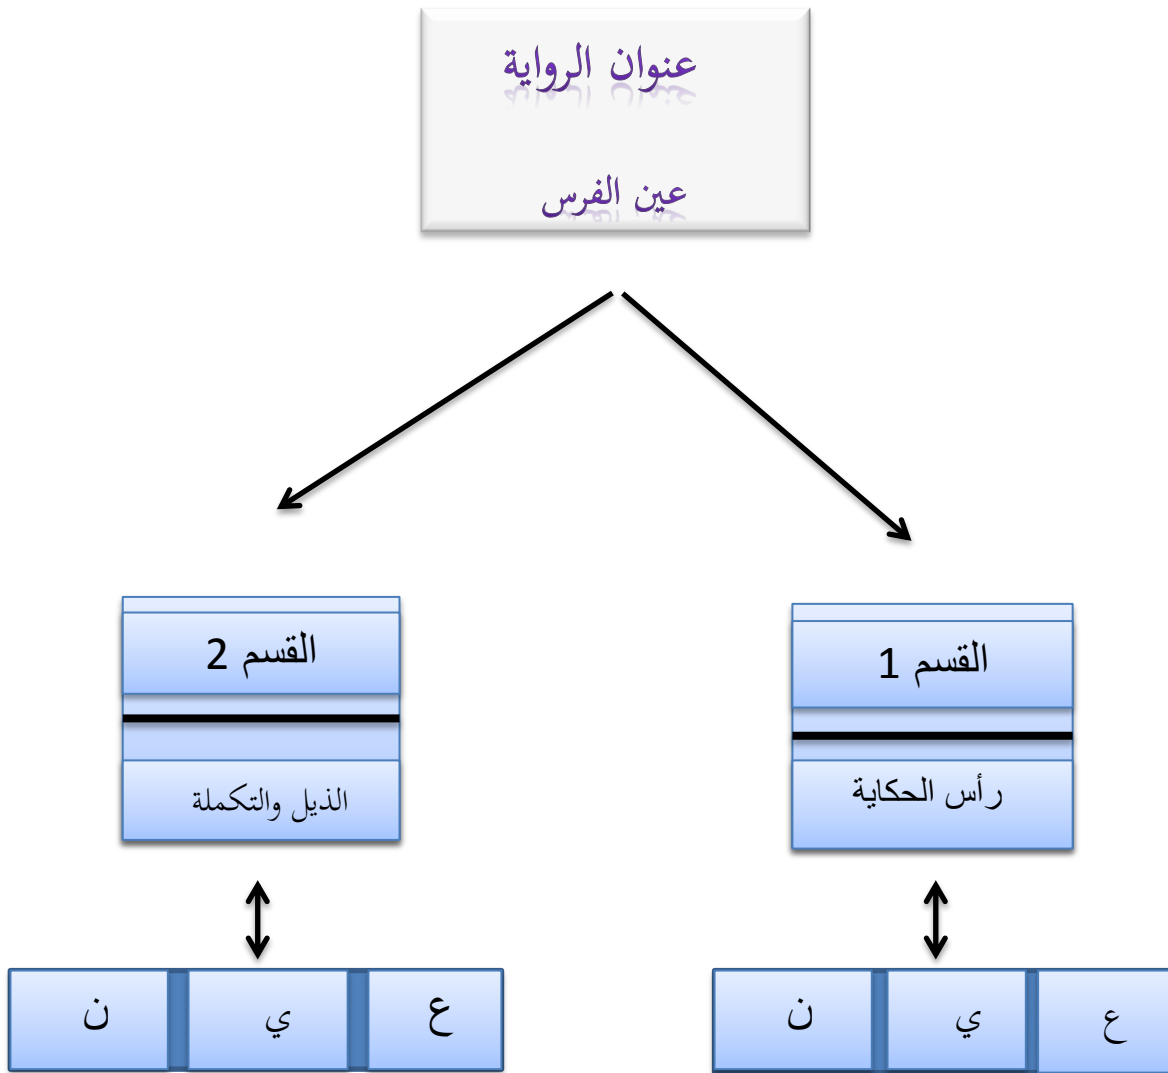 عنوان الرواية
عين الفرس
القسم 1
رأس الحكاية
ع ي ن
القسم 2
الذيل والتكملة
ع ي ن